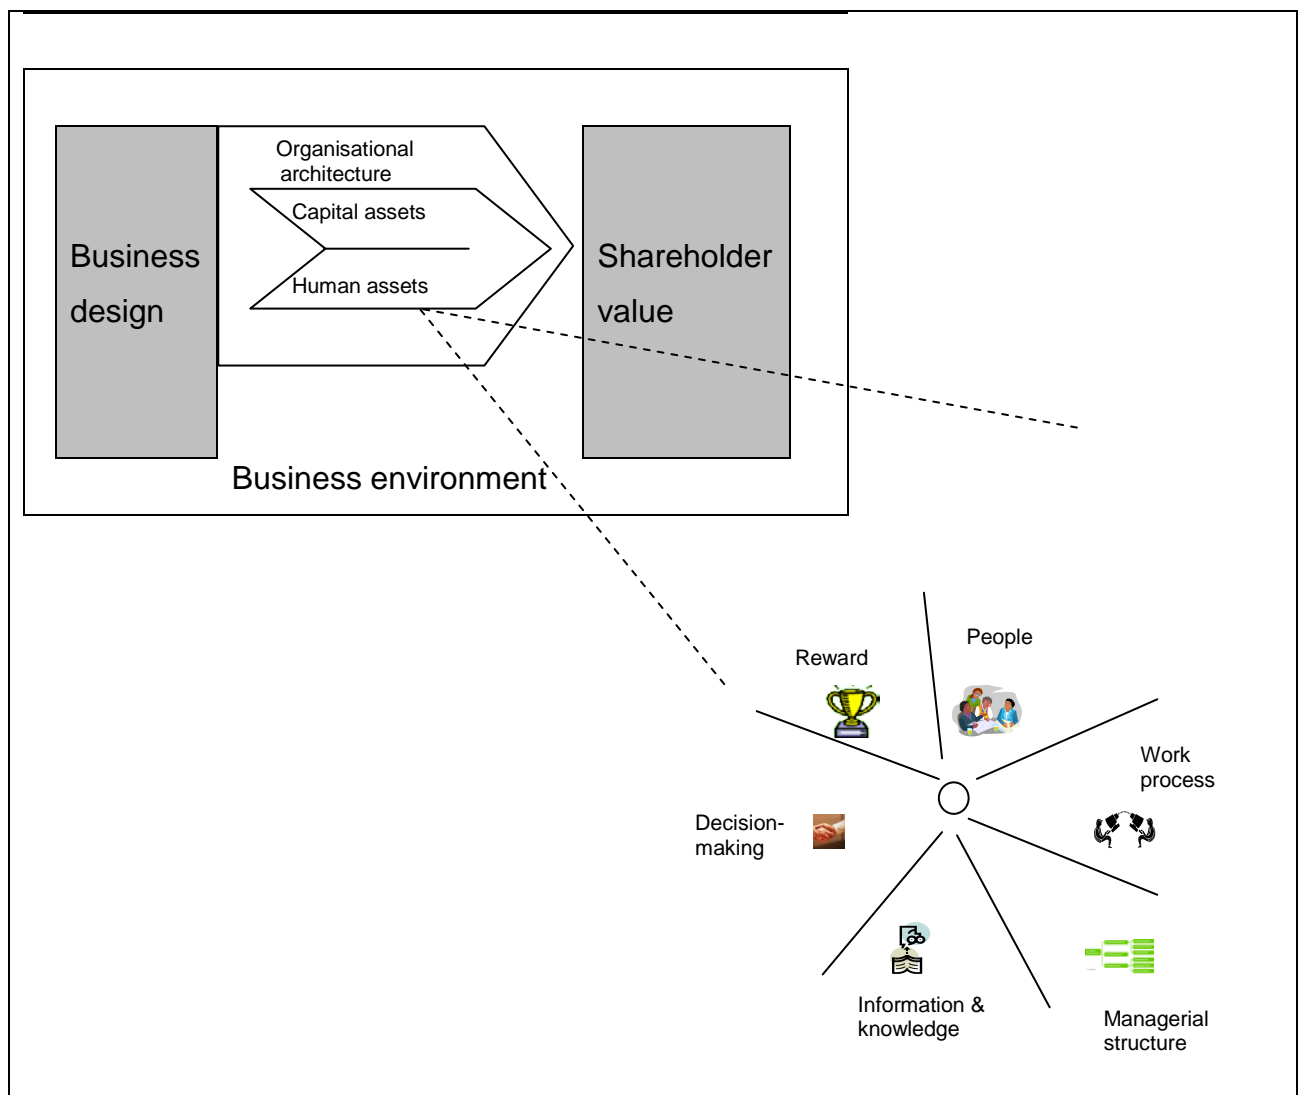 Organisational
architecture
Capital assets
Human assets
Business
design
Shareholder
value
Business environment
People
Reward
Work
process
Decision-
making
Information &
knowledge
Managerial
structure